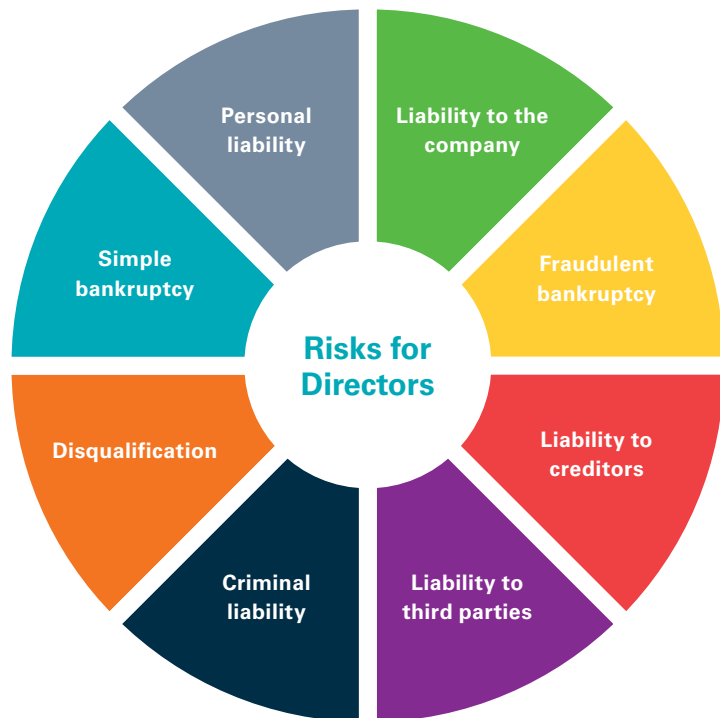 Risks for
Directors
Liability to the
company
Fraudulent
bankruptcy
Liability to
creditors
Liability to
third parties
Criminal
liability
Disqualification
Simple
bankruptcy
Personal
liability